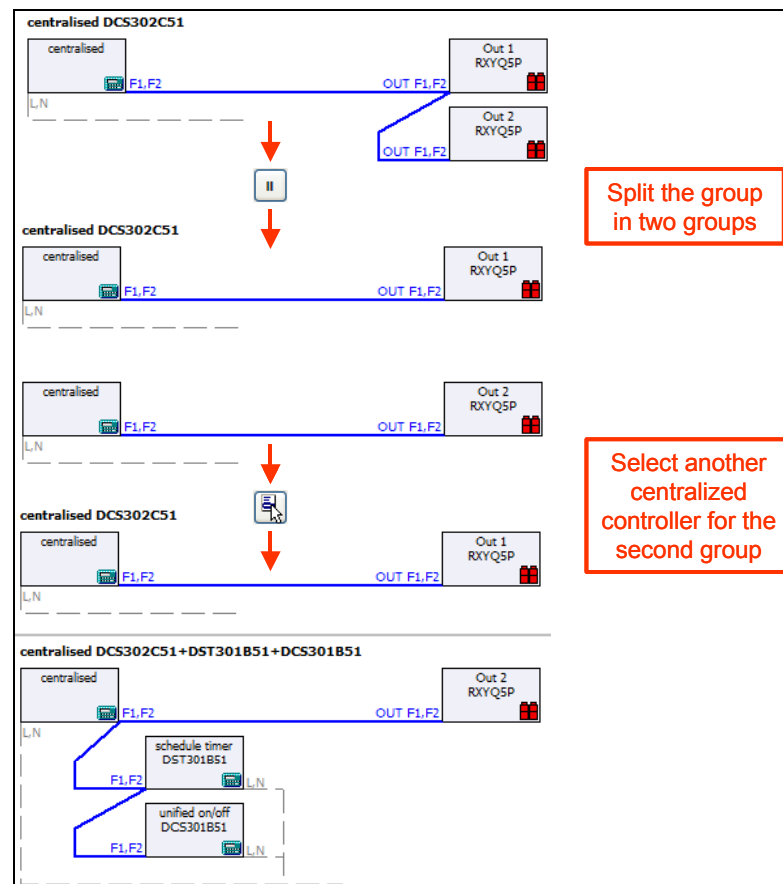 centralised DCS302C51
centralised
F1,F2
L,N
OUT F1,F2
Out 1
RXYQ5P
OUT F1,F2
Out 2
RXYQ5P
Split the group
in two groups
centralised DCS302C51
centralised
F1,F2
L,N
OUT F1,F2
Out 1
RXYQ5P
centralised
F1,F2
L,N
OUT F1,F2
Out 2
RXYQ5P
Select another
centralized
controller for the
second group
centralised DCS302C51
centralised
F1,F2
L,N
OUT F1,F2
Out 1
RXYQ5P
centralised DCS302C51+DST301B51+DCS301B51
centralised
F1,F2
L,N
OUT F1,F2
Out 2
RXYQ5P
schedule timer
DST301B51
F1,F2
L,N
unified on/off
DCS301B51
F1,F2
L,N